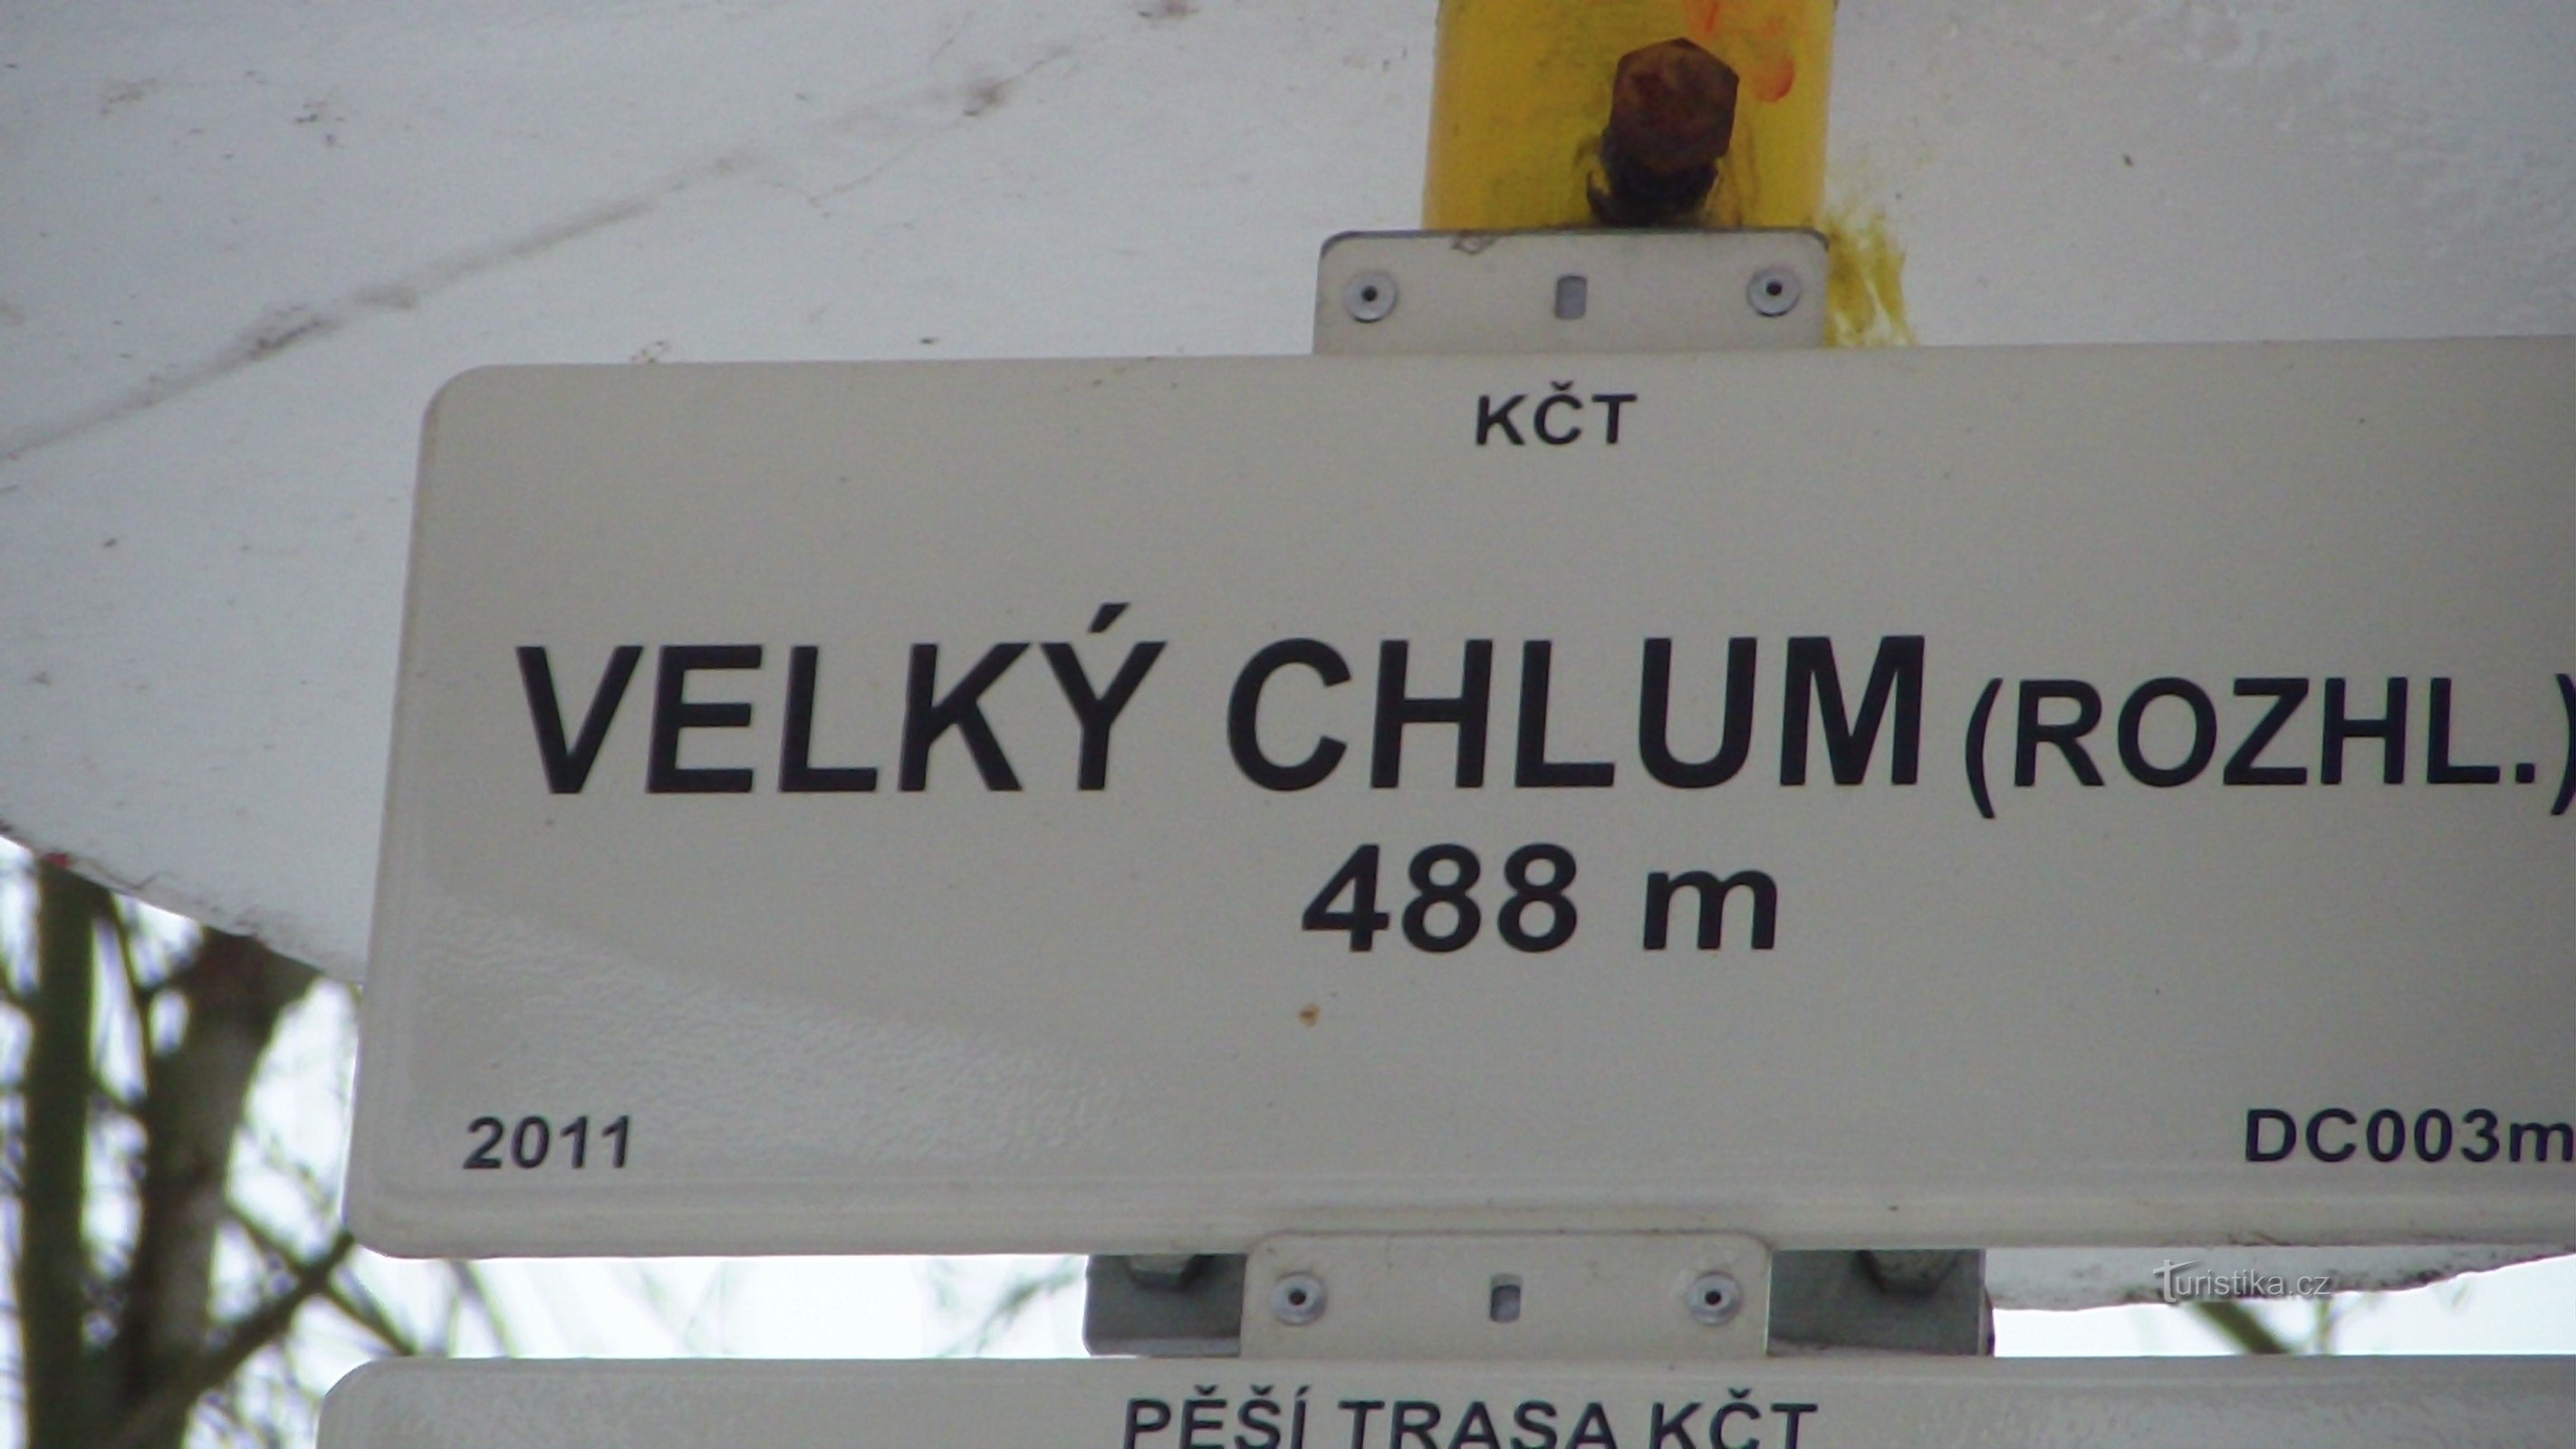 KČT
VELKÝ CHLUM (ROZHL.)
488 m
2011 DC003m
Turistika.cz
PĚŠÍ TRASA KČT